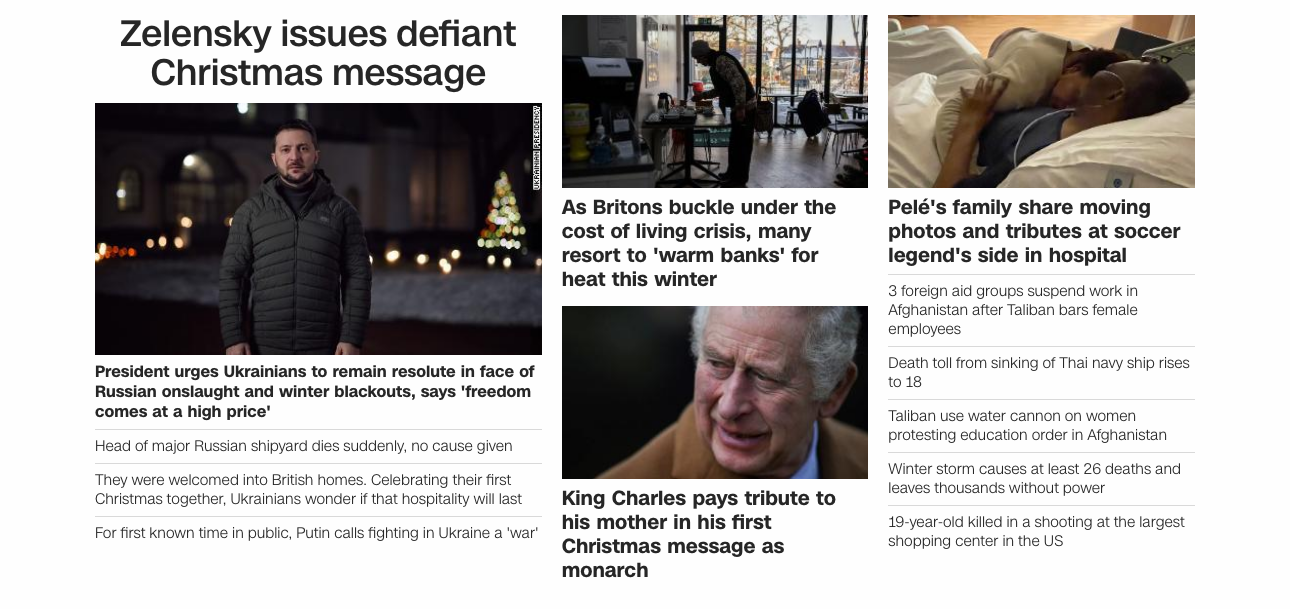 Zelensky issues defiant
Christmas message
UKRAINIAN PRESIDENCY
President urges Ukrainians to remain resolute in face of
Russian onslaught and winter blackouts, says 'freedom
comes at a high price'
Head of major Russian shipyard dies suddenly, no cause given
They were welcomed into British homes. Celebrating their first
Christmas together, Ukrainians wonder if that hospitality will last
For first known time in public, Putin calls fighting in Ukraine a 'war'
As Britons buckle under the
cost of living crisis, many
resort to 'warm banks' for
heat this winter
King Charles pays tribute to
his mother in his first
Christmas message as
monarch
Pelé's family share moving
photos and tributes at soccer
legend's side in hospital
3 foreign aid groups suspend work in
Afghanistan after Taliban bars female
employees
Death toll from sinking of Thai navy ship rises
to 18
Taliban use water cannon on women
protesting education order in Afghanistan
Winter storm causes at least 26 deaths and
leaves thousands without power
19-year-old killed in a shooting at the largest
shopping center in the US